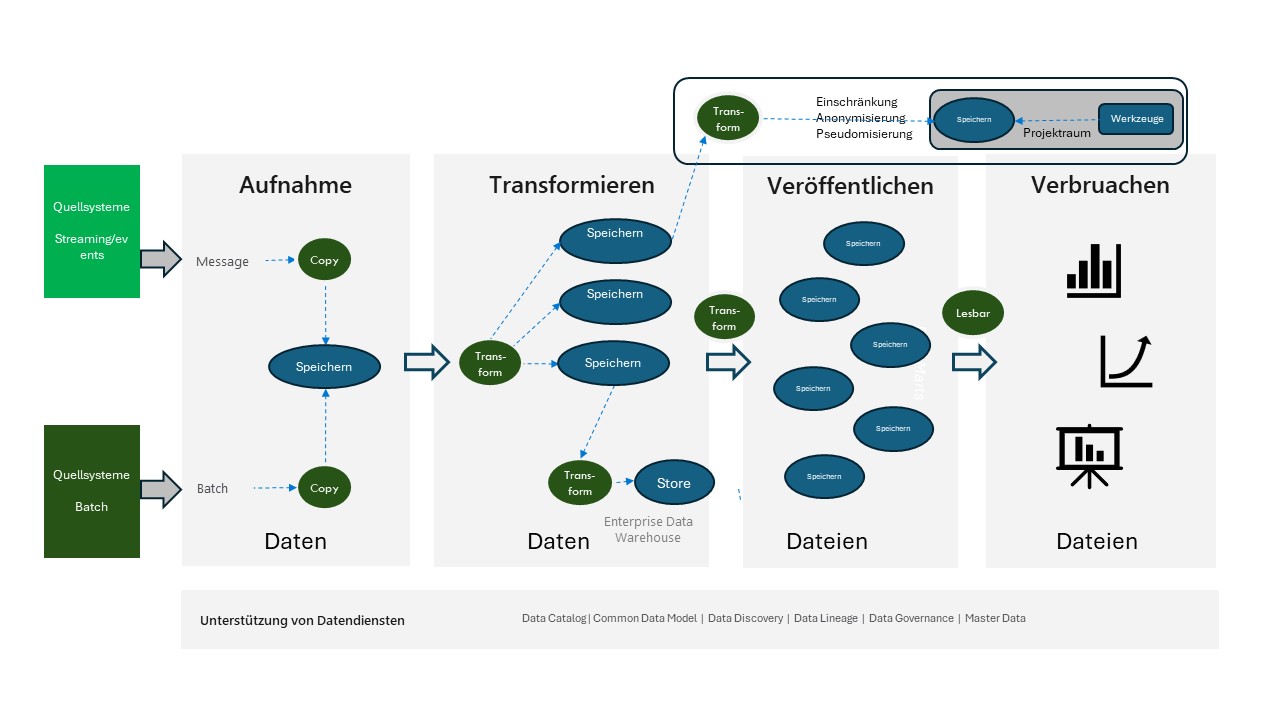 Trans-
form
Einschränkung
Anonymisierung
Pseudomisierung
Speichern
Projektraum
Werkzeuge
Quellsysteme
Streaming/ev
ents
Aufnahme
Message
Copy
Speichern
Batch
Copy
Daten
Quellsysteme
Batch
Transformieren
Speichern
Speichern
Speichern
Trans-
form
Trans-
form
Store
Enterprise Data
Warehouse
Daten
Trans-
form
Veröffentlichen
Speichern
Speichern
Speichern
Marts
Speichern
Speichern
Speichern
Dateien
Lesbar
Verbruachen
Dateien
Unterstützung von Datendiensten
Data Catalog| Common Data Model | Data Discovery | Data Lineage | Data Governance | Master Data